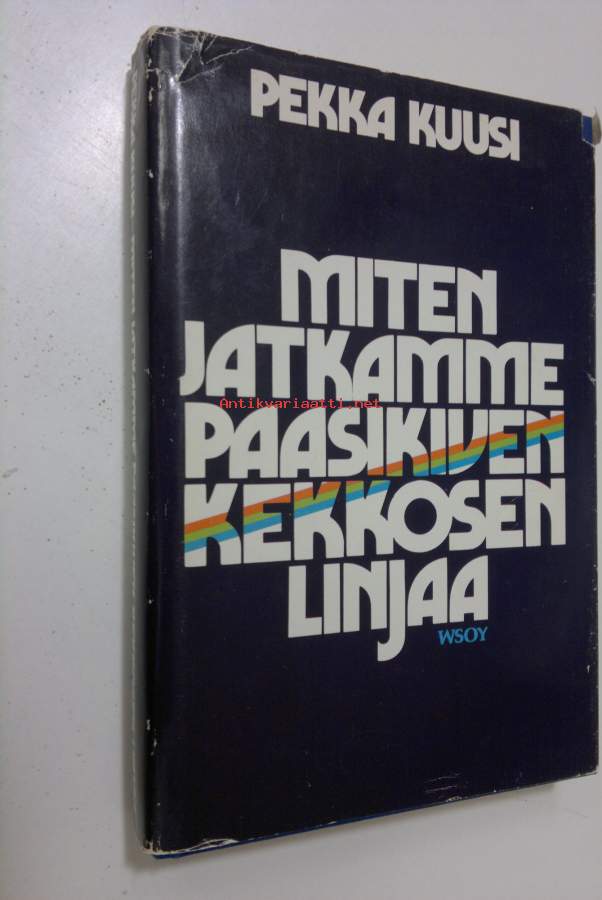 PEKKA KUUSI
MITEN
JATKAMME
Antikvariaatti.net
PAASIKIVEN
KEKKOSEN
LINJAA
WSOY